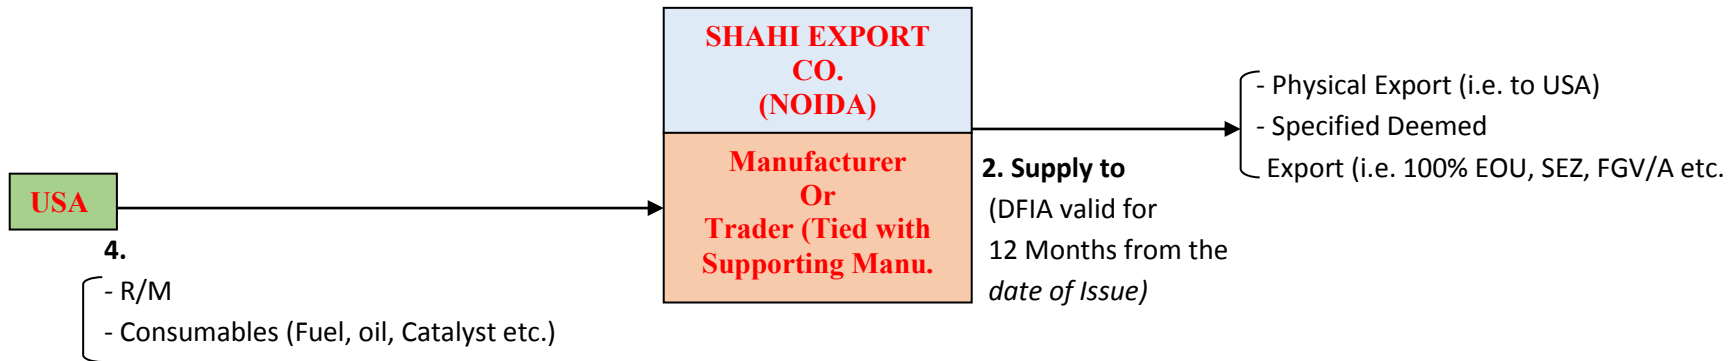 SHAHI EXPORT
CO.
(NOIDA)
Manufacturer
Or
Trader (Tied with
Supporting Manu.
USA
4.
- R/M
- Consumables (Fuel, oil, Catalyst etc.)
2. Supply to
(DFIA valid for
12 Months from the
date of Issue)
- Physical Export (i.e. to USA)
- Specified Deemed
Export (i.e. 100% EOU, SEZ, FGV/A etc.